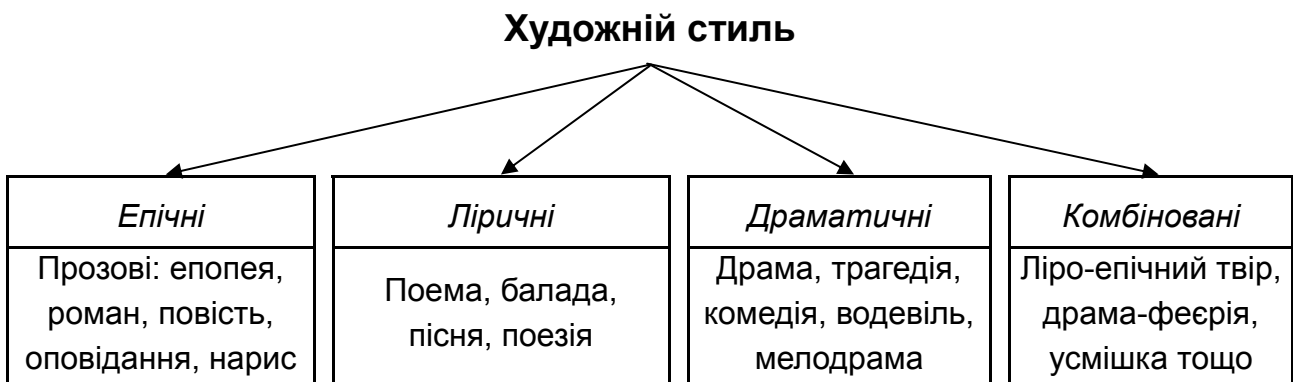 Художній стиль
Епічні
Прозові: епопея,
роман, повість,
оповідання, нарис
Ліричні
Поема, балада,
пісня, поезія
Драматичні
Драма, трагедія,
комедія, водевіль,
мелодрама
Комбіновані
Ліро-епічний твір,
драма-феєрія,
усмішка тощо